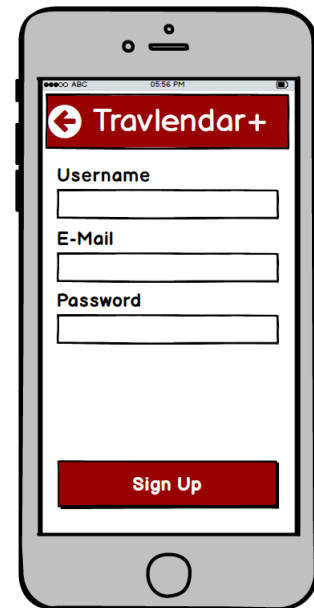 ABC 05:56 PM
Travlendar+
Username
E-Mail
Password
Sign Up